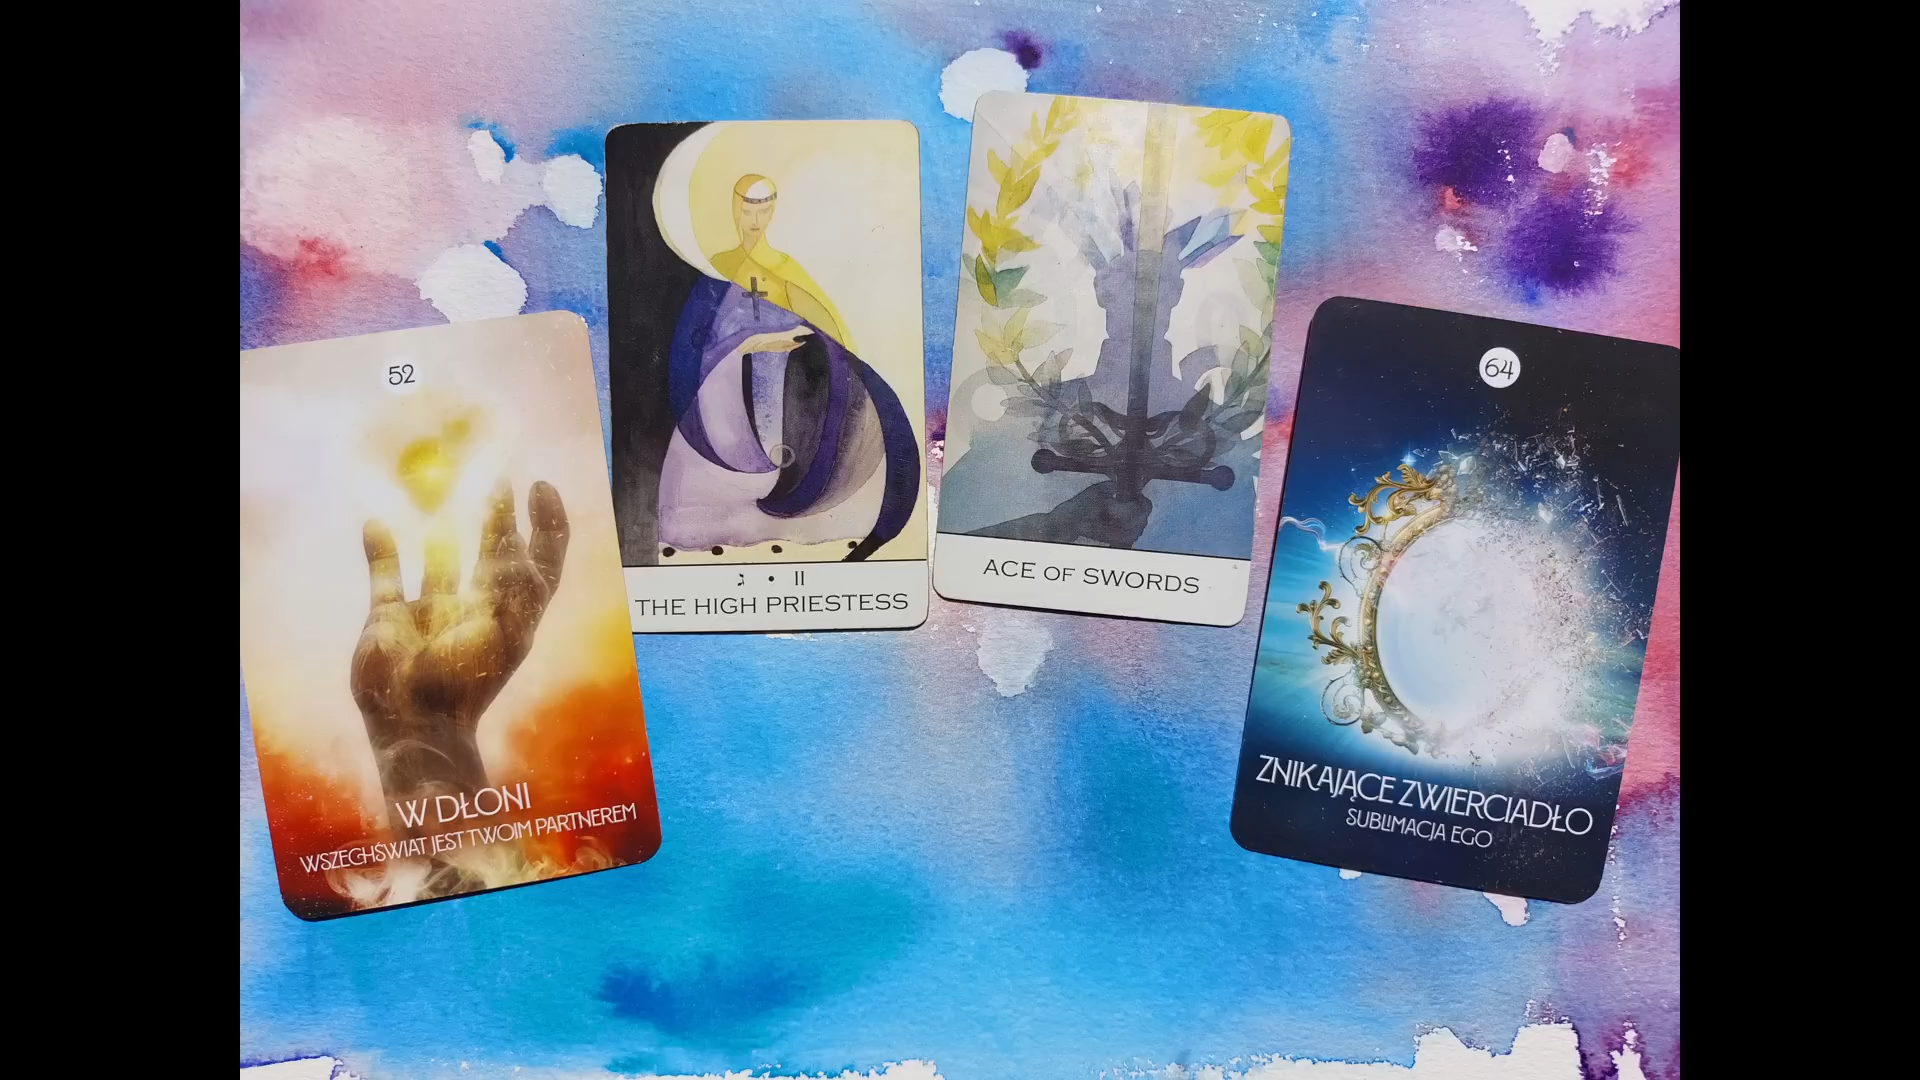 52
W DŁONI
WSZECHŚWIAT JEST TWOIM PARTNEREM
ג • II
THE HIGH PRIESTESS
ACE OF SWORDS
64
ZNIKAJĄCE ZWIERCIADŁO
SUBLIMACJA EGO